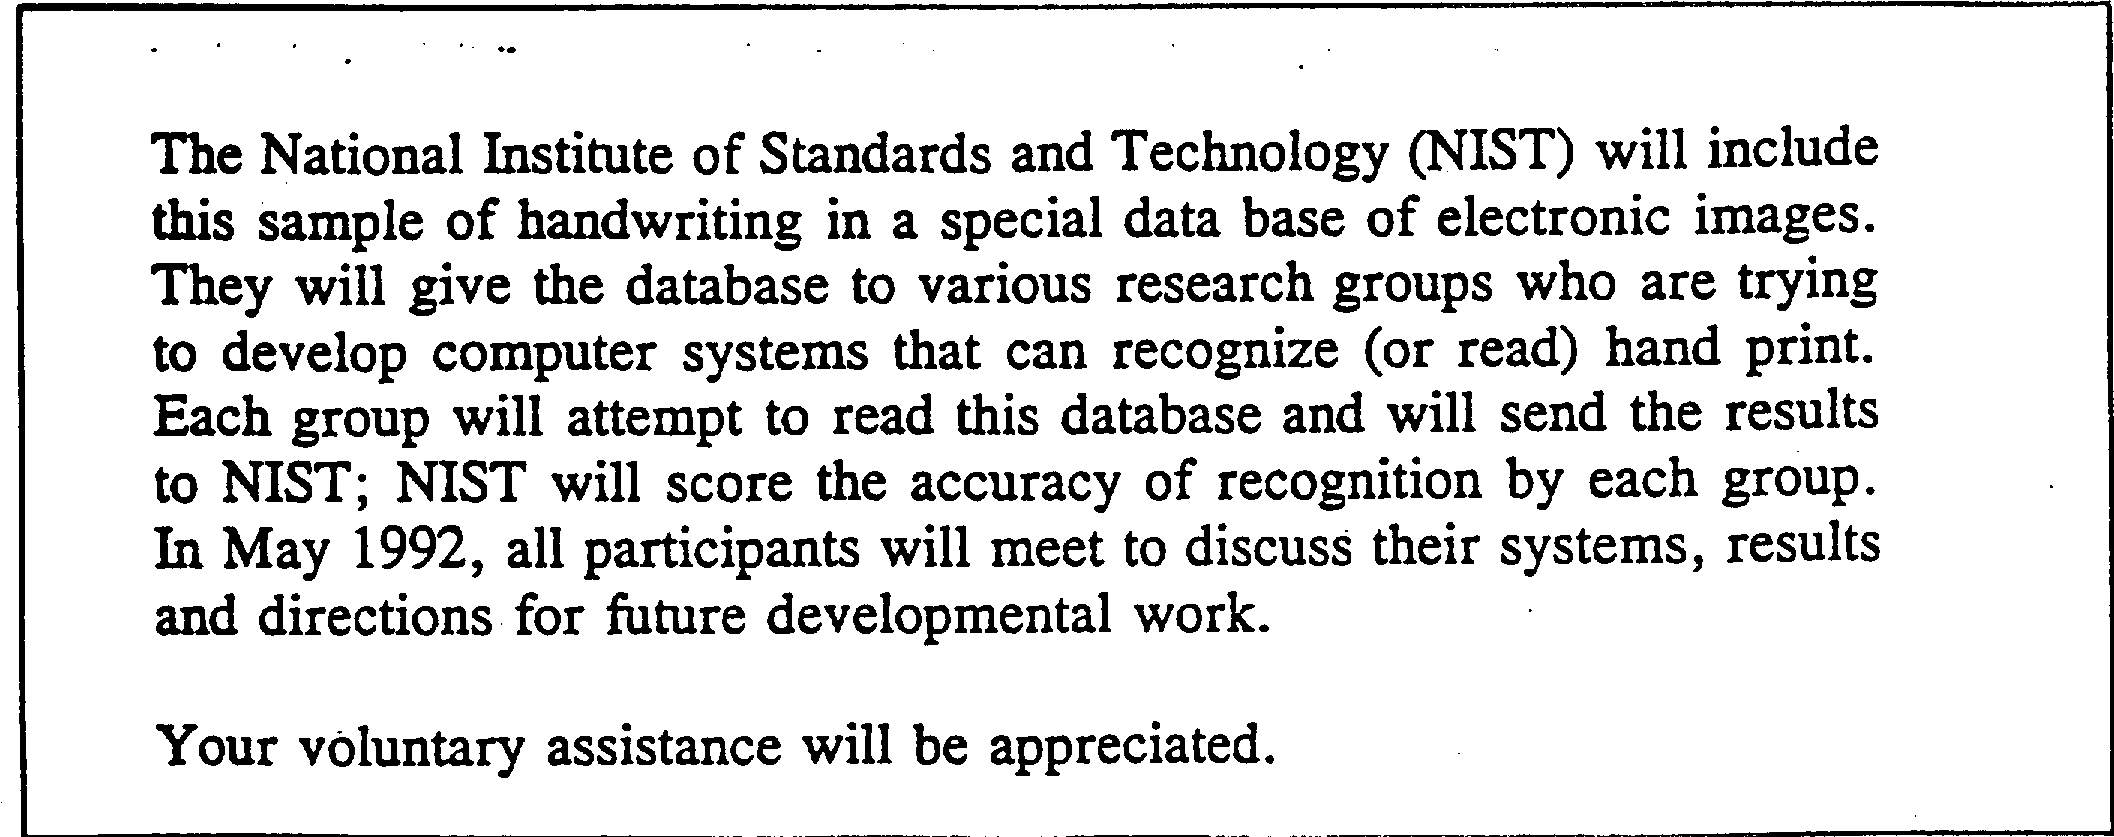 The National Institute of Standards and Technology (NIST) will include
this sample of handwriting in a special data base of electronic images.
They will give the database to various research groups who are trying
to develop computer systems that can recognize (or read) hand print.
Each group will attempt to read this database and will send the results
to NIST; NIST will score the accuracy of recognition by each group.
In May 1992, all participants will meet to discuss their systems, results
and directions for future developmental work.
Your voluntary assistance will be appreciated.